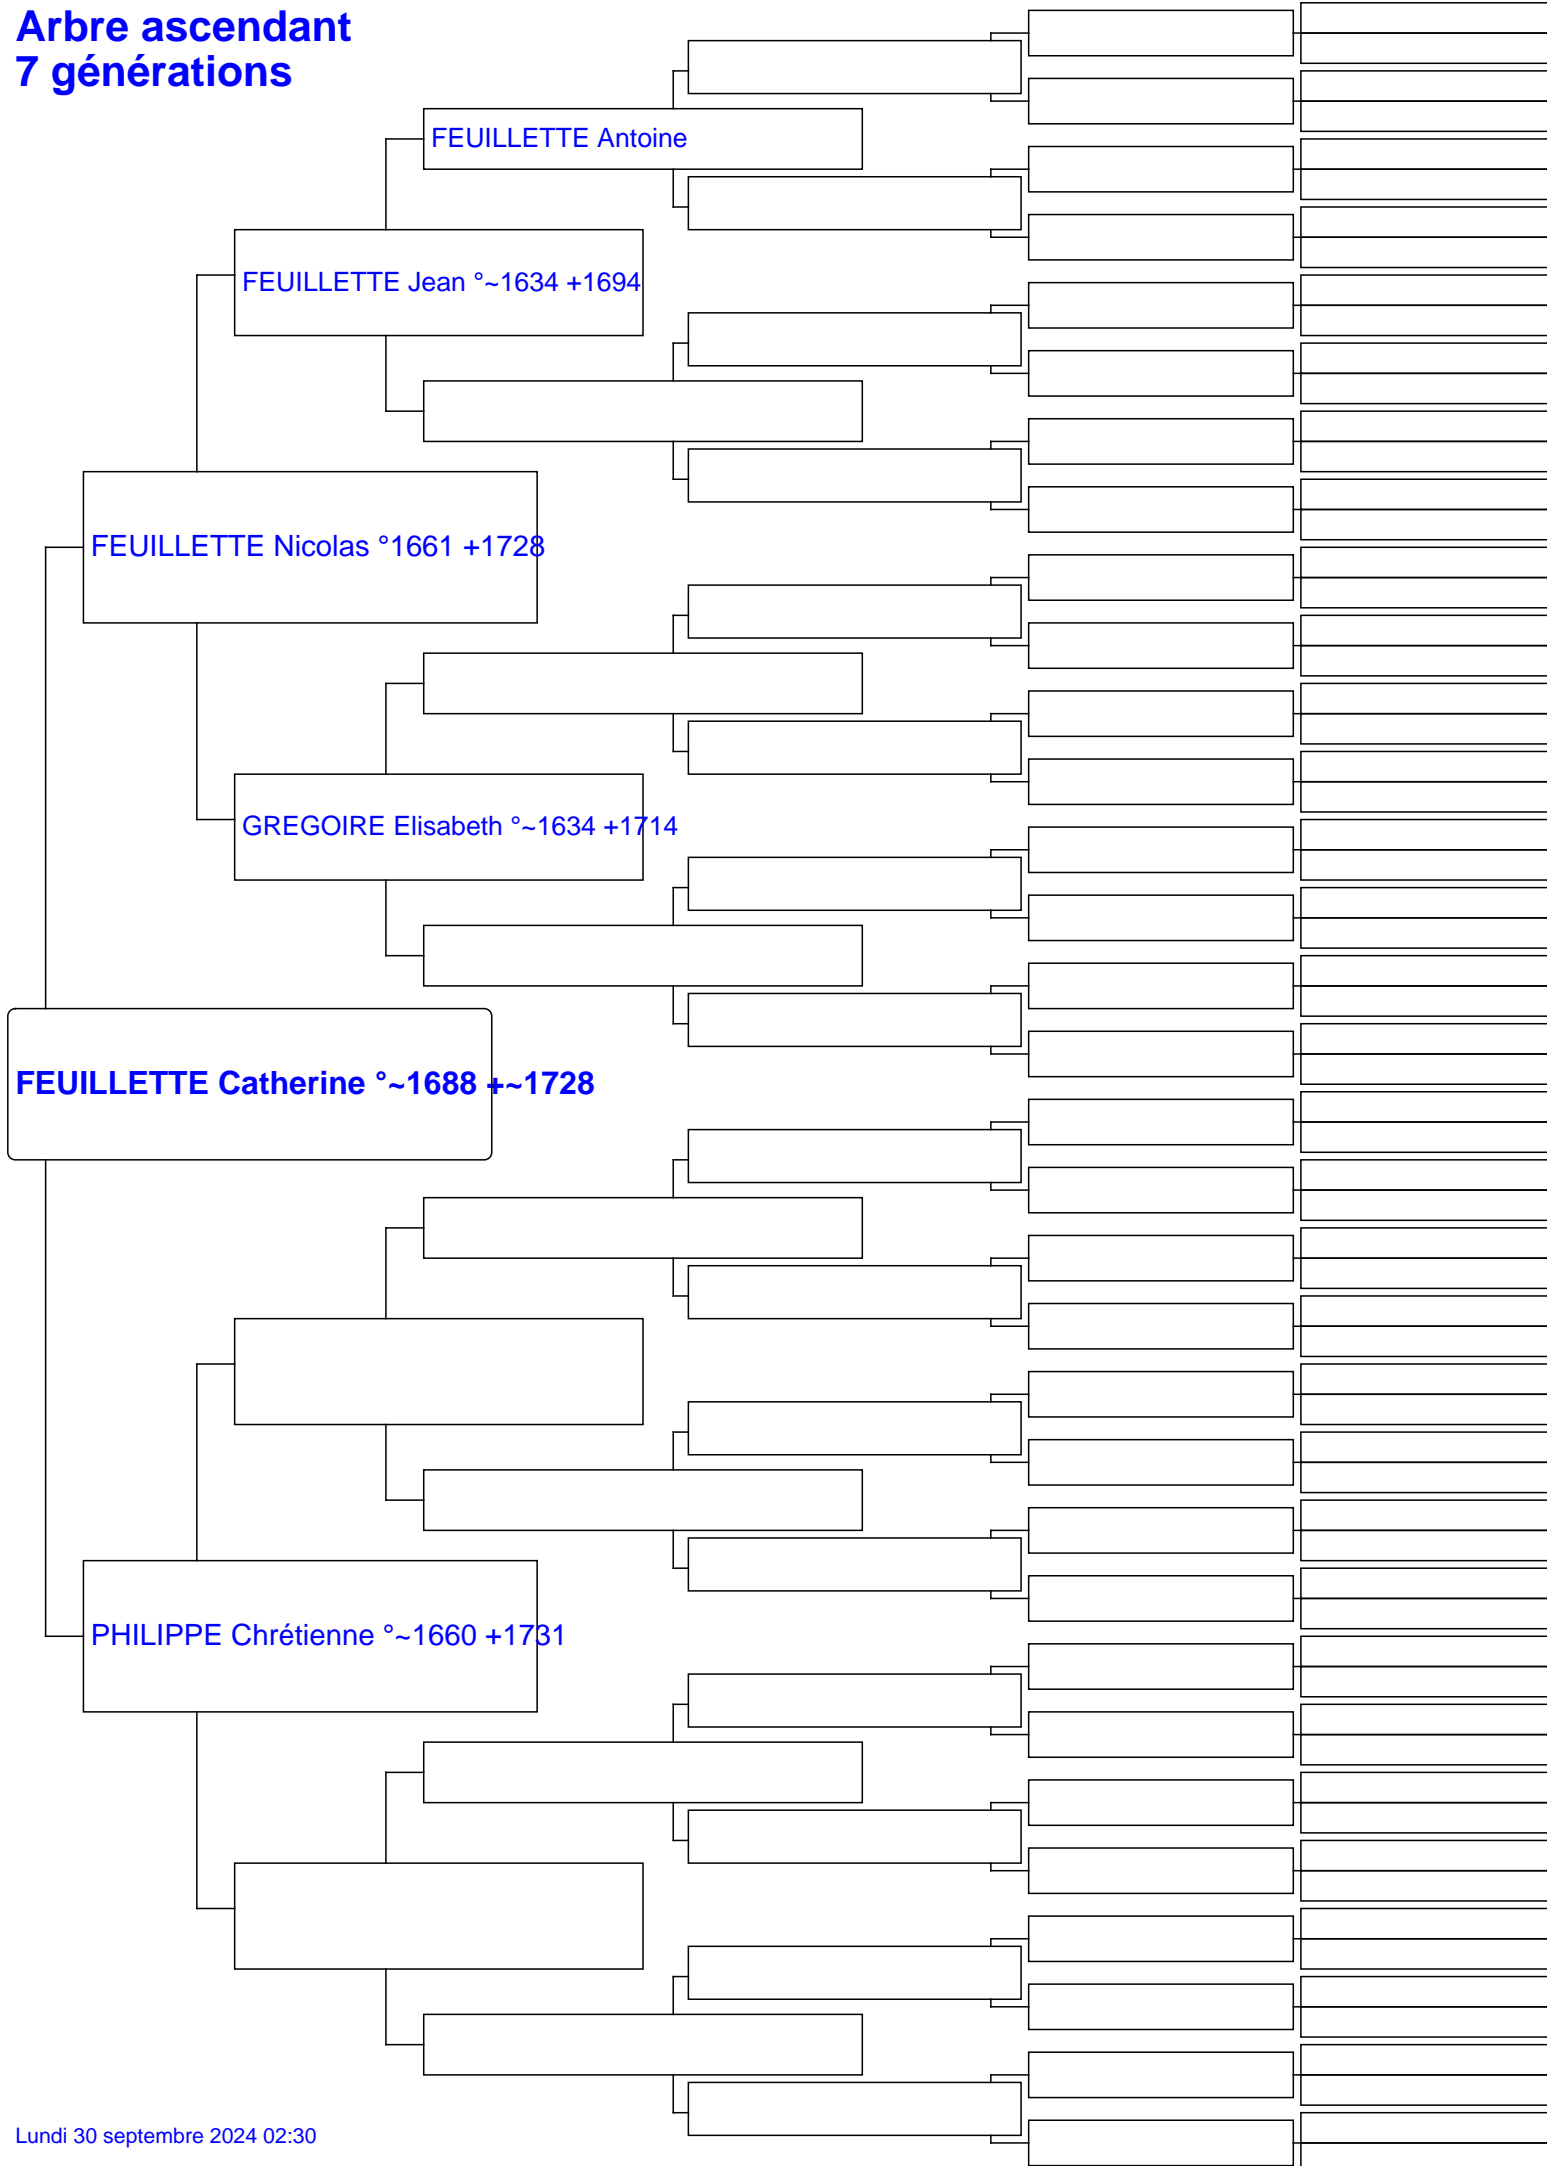 Arbre ascendant
7 générations
FEUILLETTE Antoine
FEUILLETTE Jean °~1634 +1694
FEUILLETTE Nicolas °1661 +1728
GREGOIRE Elisabeth °~1634 +1714
FEUILLETTE Catherine °~1688 +~1728
PHILIPPE Chrétienne °~1660 +1731
Lundi 30 septembre 2024 02:30